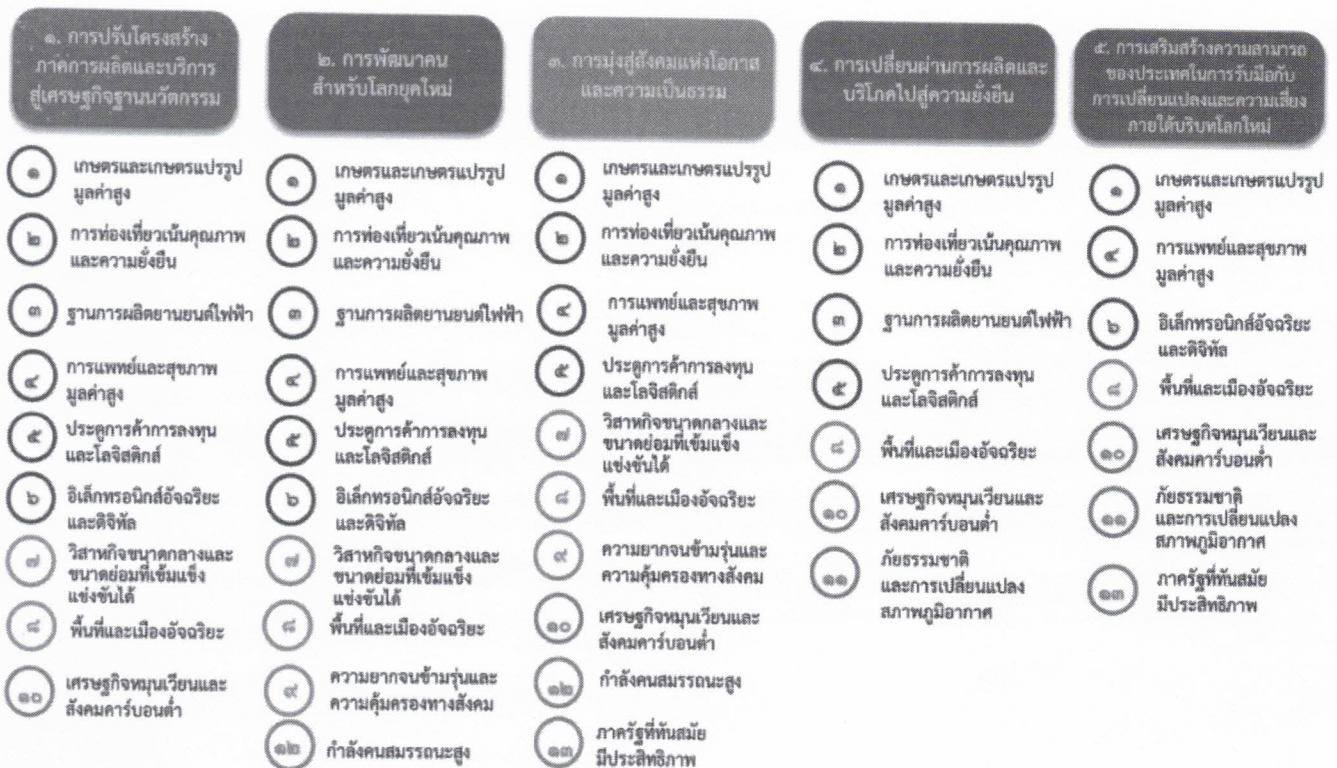 ๑. การปรับโครงสร้าง
ภาคการผลิตและบริการ
สู่เศรษฐกิจฐานนวัตกรรม
๑
เกษตรและเกษตรแปรรูป
มูลค่าสูง
๒
การท่องเที่ยวเน้นคุณภาพ
และความยั่งยืน
๓
ฐานการผลิตยานยนต์ไฟฟ้า
๔
การแพทย์และสุขภาพ
มูลค่าสูง
๕
ประตูการค้าการลงทุน
และโลจิสติกส์
๖
อิเล็กทรอนิกส์อัจฉริยะ
และดิจิทัล
๗
วิสาหกิจขนาดกลางและ
ขนาดย่อมที่เข้มแข็ง
แข่งขันได้
๘
พื้นที่และเมืองอัจฉริยะ
๑๐
เศรษฐกิจหมุนเวียนและ
สังคมคาร์บอนต่ำ
๒. การพัฒนาคน
สำหรับโลกยุคใหม่
๑
เกษตรและเกษตรแปรรูป
มูลค่าสูง
๒
การท่องเที่ยวเน้นคุณภาพ
และความยั่งยืน
๓
ฐานการผลิตยานยนต์ไฟฟ้า
๔
การแพทย์และสุขภาพ
มูลค่าสูง
๕
ประตูการค้าการลงทุน
และโลจิสติกส์
๖
อิเล็กทรอนิกส์อัจฉริยะ
และดิจิทัล
๗
วิสาหกิจขนาดกลางและ
ขนาดย่อมที่เข้มแข็ง
แข่งขันได้
๘
พื้นที่และเมืองอัจฉริยะ
๙
ความยากจนข้ามรุ่นและ
ความคุ้มครองทางสังคม
๑๒
กำลังคนสมรรถนะสูง
๓. การมุ่งสู่สังคมแห่งโอกาส
และความเป็นธรรม
๑
เกษตรและเกษตรแปรรูป
มูลค่าสูง
๒
การท่องเที่ยวเน้นคุณภาพ
และความยั่งยืน
๔
การแพทย์และสุขภาพ
มูลค่าสูง
๕
ประตูการค้าการลงทุน
และโลจิสติกส์
๗
วิสาหกิจขนาดกลางและ
ขนาดย่อมที่เข้มแข็ง
แข่งขันได้
๘
พื้นที่และเมืองอัจฉริยะ
๙
ความยากจนข้ามรุ่นและ
ความคุ้มครองทางสังคม
๑๐
เศรษฐกิจหมุนเวียนและ
สังคมคาร์บอนต่ำ
๑๒
กำลังคนสมรรถนะสูง
๑๓
ภาครัฐที่ทันสมัย
มีประสิทธิภาพ
๔. การเปลี่ยนผ่านการผลิตและ
บริโภคไปสู่ความยั่งยืน
๑
เกษตรและเกษตรแปรรูป
มูลค่าสูง
๒
การท่องเที่ยวเน้นคุณภาพ
และความยั่งยืน
๓
ฐานการผลิตยานยนต์ไฟฟ้า
๕
ประตูการค้าการลงทุน
และโลจิสติกส์
๘
พื้นที่และเมืองอัจฉริยะ
๑๐
เศรษฐกิจหมุนเวียนและ
สังคมคาร์บอนต่ำ
๑๑
ภัยธรรมชาติ
และการเปลี่ยนแปลง
สภาพภูมิอากาศ
๕. การเสริมสร้างความสามารถ
ของประเทศในการรับมือกับ
การเปลี่ยนแปลงและความเสี่ยง
ภายใต้บริบทโลกใหม่
๑
เกษตรและเกษตรแปรรูป
มูลค่าสูง
๔
การแพทย์และสุขภาพ
มูลค่าสูง
๖
อิเล็กทรอนิกส์อัจฉริยะ
และดิจิทัล
๘
พื้นที่และเมืองอัจฉริยะ
๑๐
เศรษฐกิจหมุนเวียนและ
สังคมคาร์บอนต่ำ
๑๑
ภัยธรรมชาติ
และการเปลี่ยนแปลง
สภาพภูมิอากาศ
๑๓
ภาครัฐที่ทันสมัย
มีประสิทธิภาพ